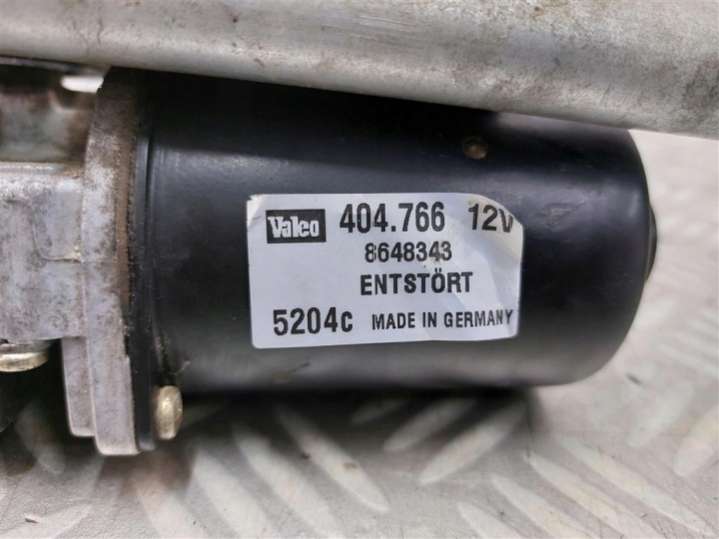 Valeo 404.766 12V
8648343
ENTSTÖRT
5204c MADE IN GERMANY